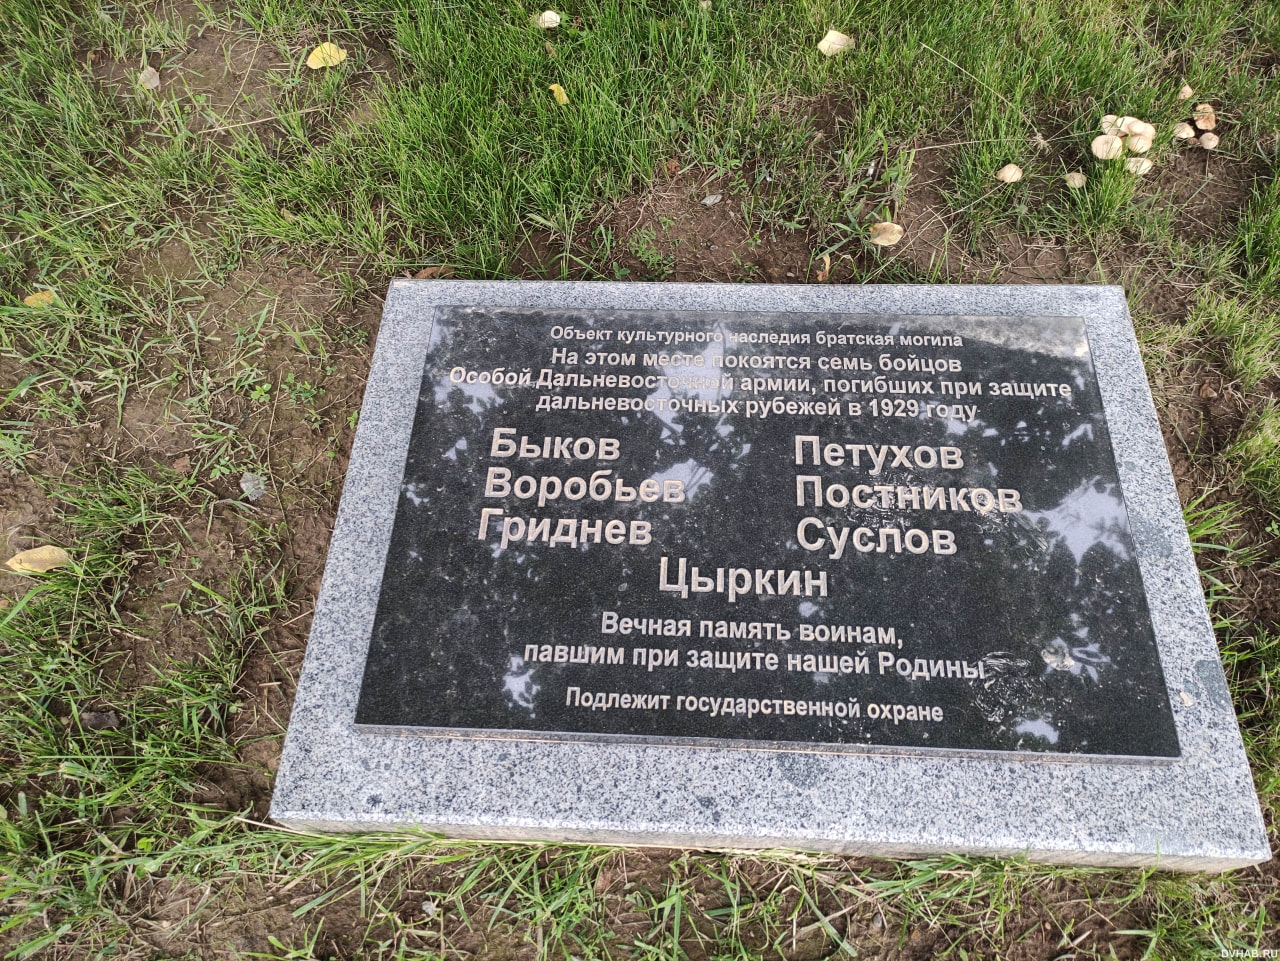 Объект культурного наследия братская могила
На этом месте покоятся семь бойцов
Особой Дальневосточной армии, погибших при защите
дальневосточных рубежей в 1929 году
Быков
Воробьев
Гриднев
Петухов
Постников
Суслов
Цыркин
Вечная память воинам,
павшим при защите нашей Родины
Подлежит государственной охране
DVHAB.RU